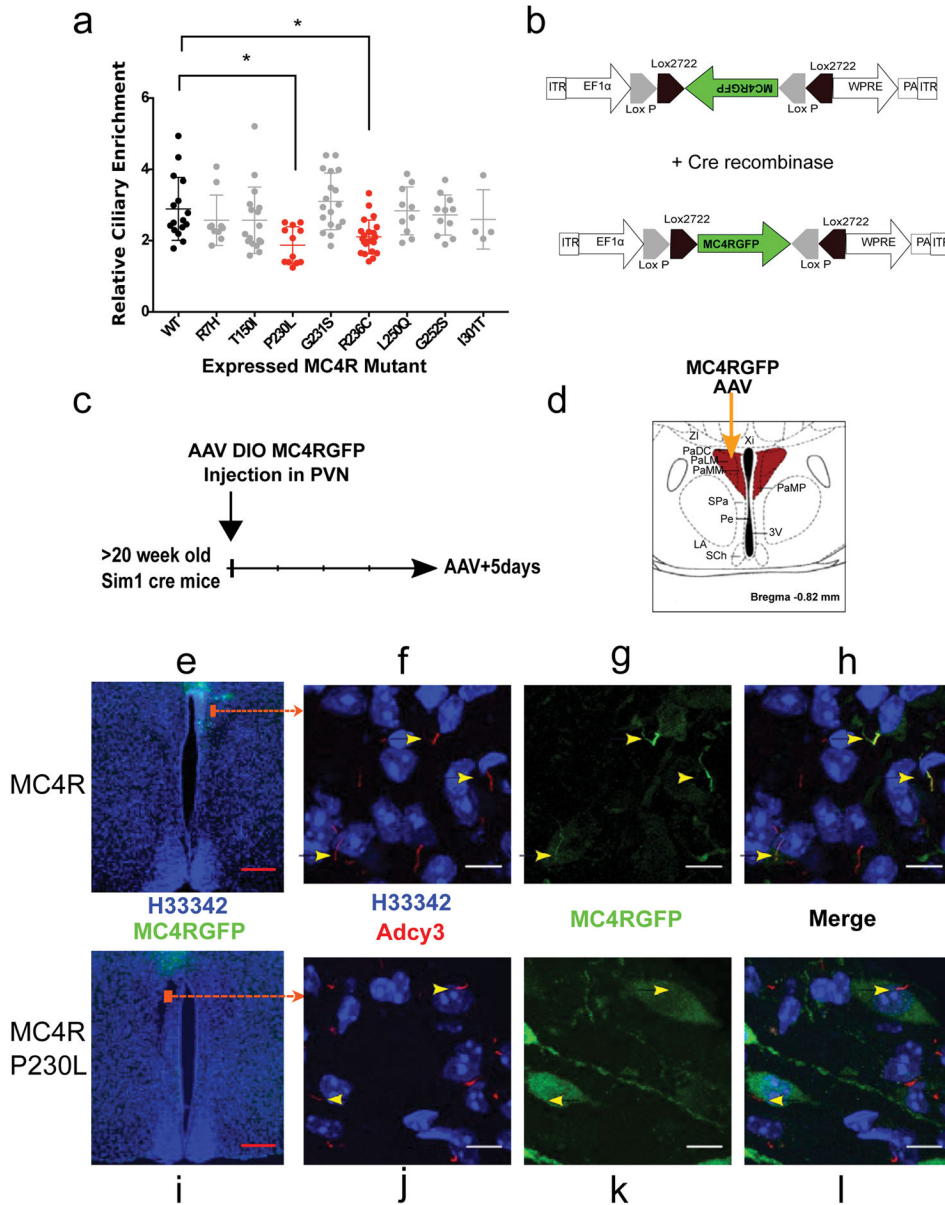 a
*
*
Relative Ciliary Enrichment
6
4
2
0
WT
R7H
T150I
P230L
G231S
R236C
L250Q
G252S
I301T
Expressed MC4R Mutant
b
Lox2722
ITR
EF1α
Lox P
MC4RGFP
Lox P
Lox2722
WPRE
PA
ITR
+ Cre recombinase
Lox2722
ITR
EF1α
Lox P
MC4RGFP
Lox P
Lox2722
WPRE
PA
ITR
c
AAV DIO MC4RGFP
Injection in PVN
>20 week old
Sim1 cre mice
AAV+5days
d
MC4RGFP
AAV
ZI
Xi
PaDC
PaLM
PaMM
PaMP
SPa
Pe
3V
LA
SCh
Bregma -0.82 mm
e
f
g
h
MC4R
H33342
MC4RGFP
H33342
Adcy3
MC4RGFP
Merge
MC4R
P230L
i
j
k
l